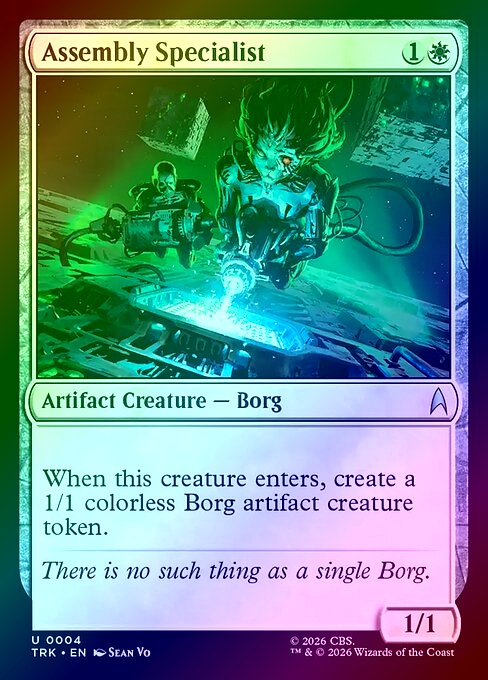 Assembly Specialist 1
Artifact Creature — Borg
When this creature enters, create a
1/1 colorless Borg artifact creature
token.
There is no such thing as a single Borg.
1/1
U 0004
TRK • EN Sean Vo
© 2026 CBS.
™ & © 2026 Wizards of the Coast